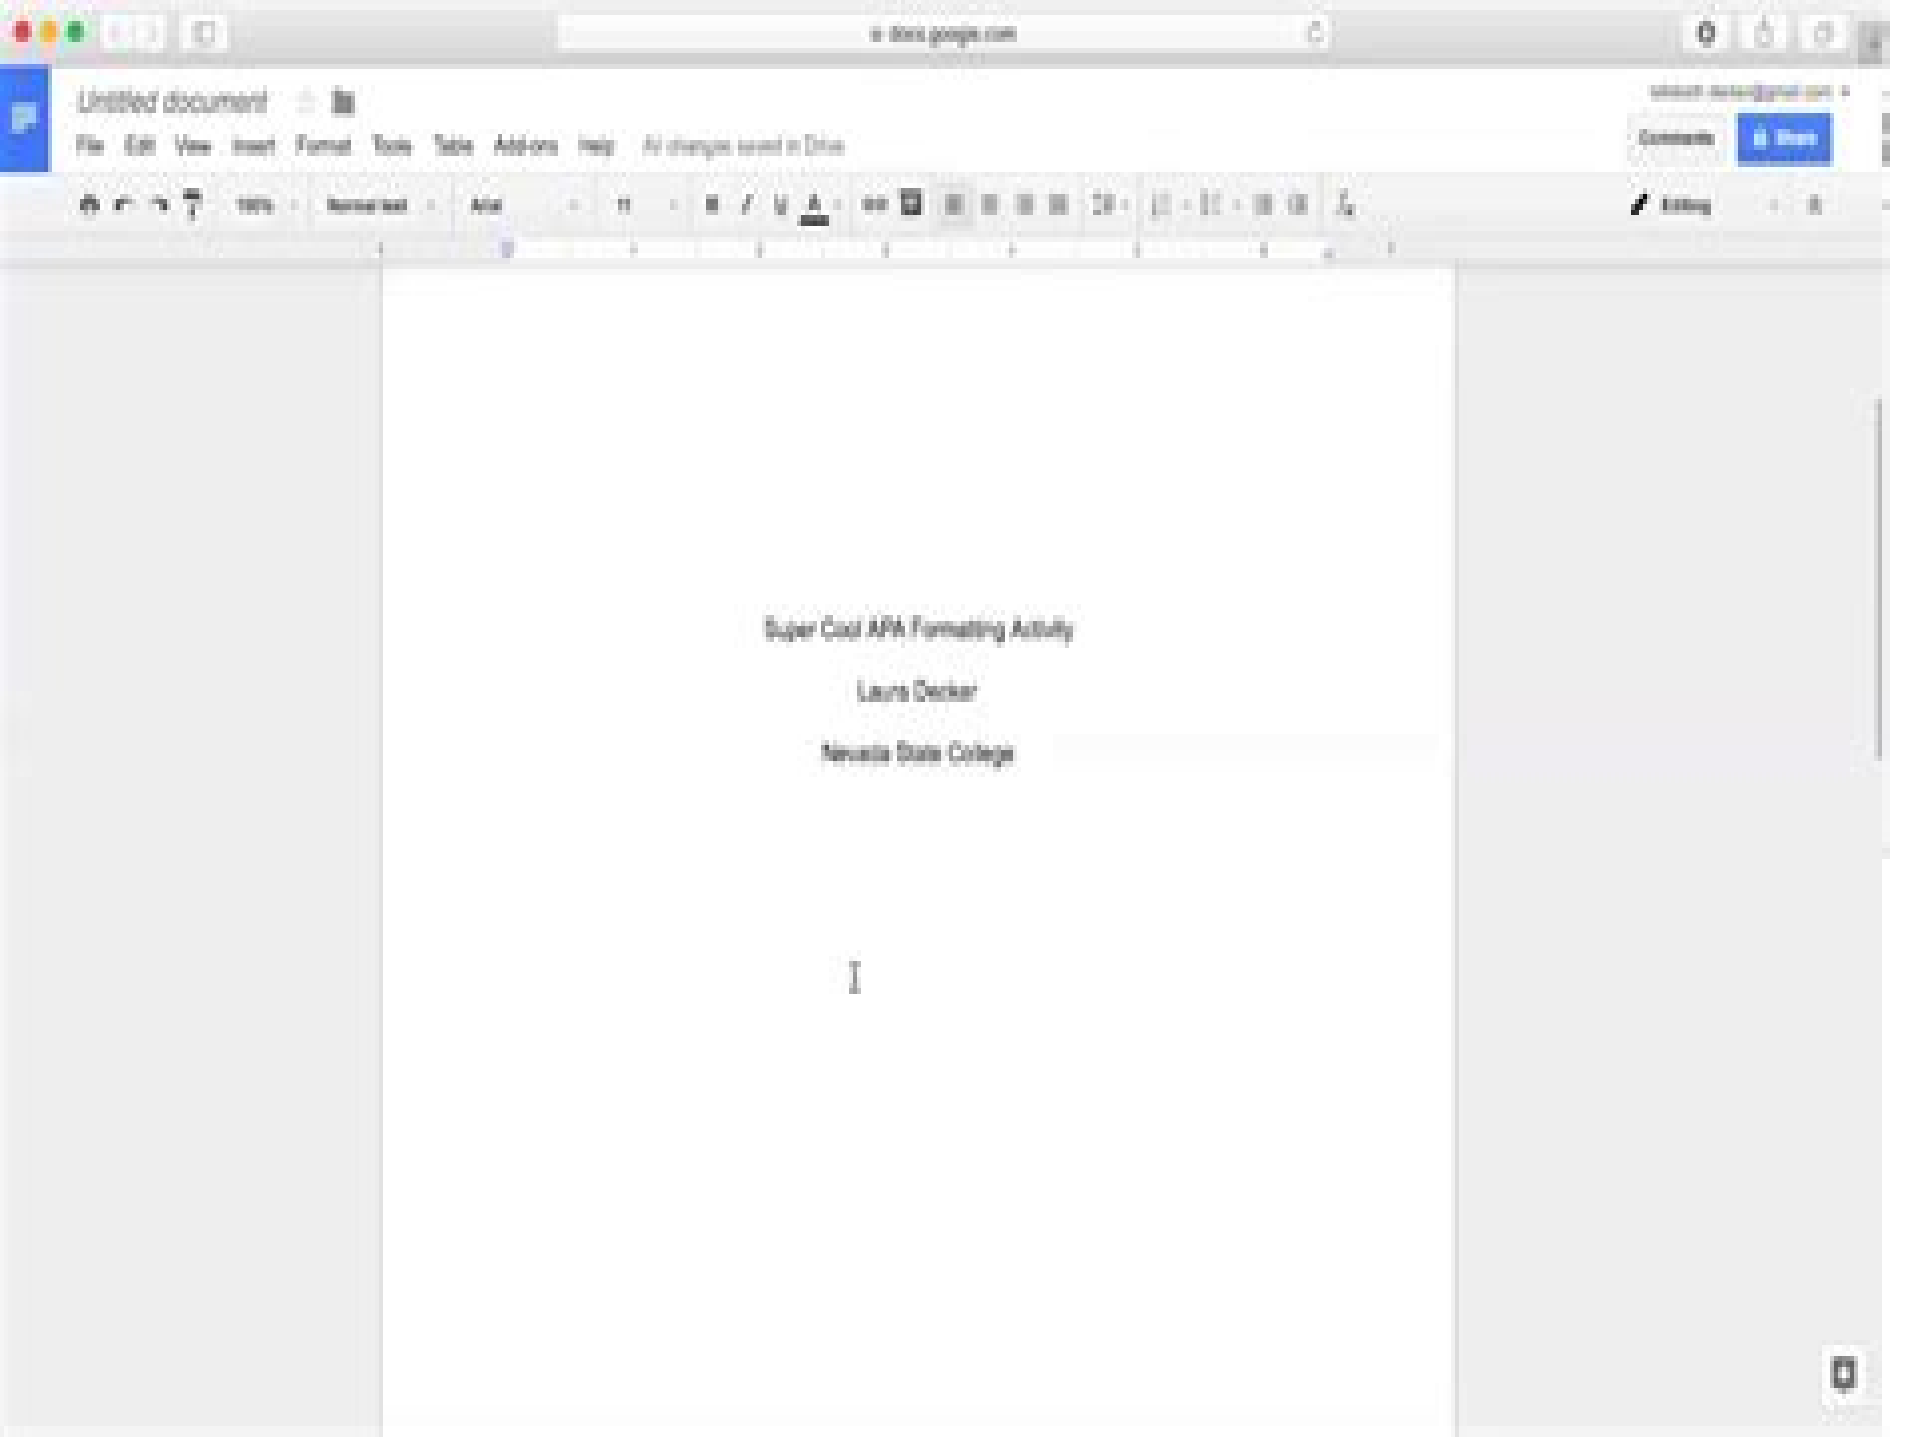 docs.google.com
Untitled document
File Edit View Insert Format Tools Table Add-ons Help All changes saved in Drive
Comments Share
100% Normal text Arial 11 B I U A Editing
Super Cool APA Formatting Activity
Laura Decker
Nevada State College